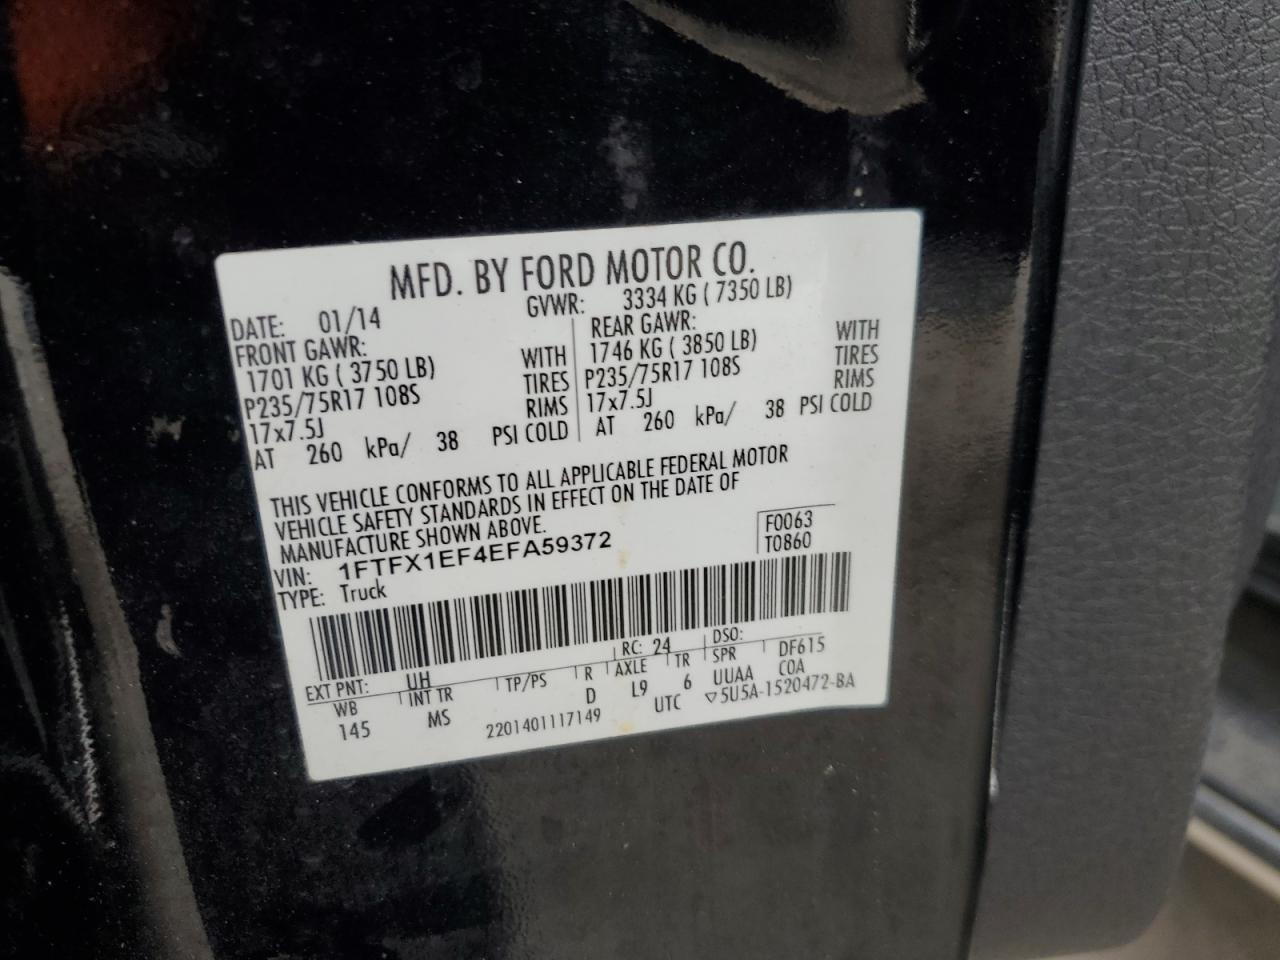 MFD. BY FORD MOTOR CO.
DATE: 01/14 GVWR: 3334 KG ( 7350 LB)
FRONT GAWR: REAR GAWR:
1701 KG ( 3750 LB) WITH 1746 KG ( 3850 LB) WITH
P235/75R17 108S TIRES P235/75R17 108S TIRES
17x7.5J RIMS 17x7.5J RIMS
AT 260 kPa/ 38 PSI COLD AT 260 kPa/ 38 PSI COLD
THIS VEHICLE CONFORMS TO ALL APPLICABLE FEDERAL MOTOR
VEHICLE SAFETY STANDARDS IN EFFECT ON THE DATE OF
MANUFACTURE SHOWN ABOVE.
VIN: 1FTFX1EF4EFA59372 F0063
TYPE: Truck T0860
EXT PNT: UH RC: 24 DSO:
WB INT TR TP/PS R AXLE TR SPR DF615
145 MS D L9 6 UUAA COA
2201401117149 UTC ▽5U5A-1520472-BA